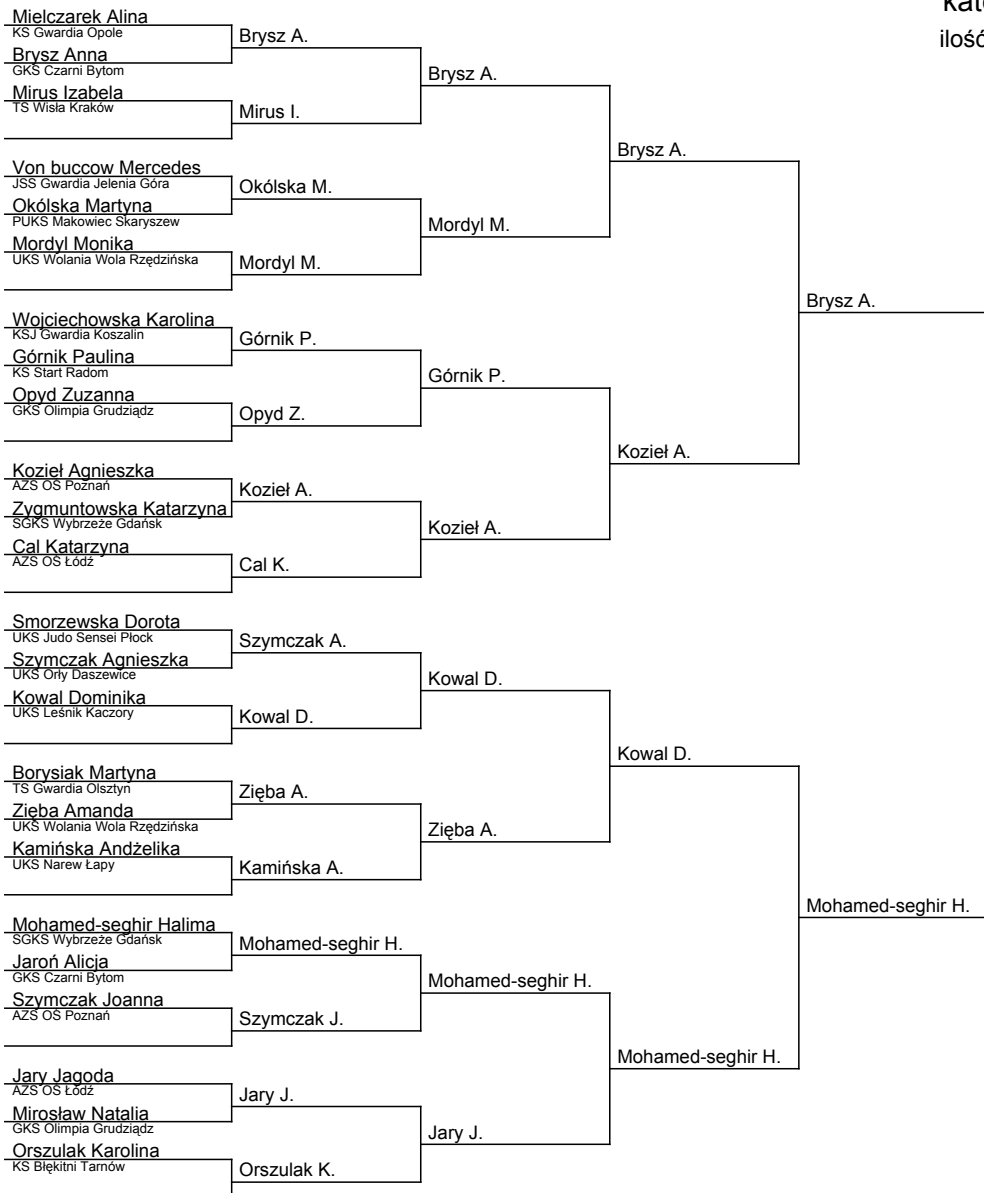 kat
ilość
Mielczarek Alina
KS Gwardia Opole
Brysz Anna
GKS Czarni Bytom
Mirus Izabela
TS Wisła Kraków
Von buccow Mercedes
JSS Gwardia Jelenia Góra
Okólska Martyna
PUKS Makowiec Skaryszew
Mordyl Monika
UKS Wolania Wola Rzędzińska
Wojciechowska Karolina
KSJ Gwardia Koszalin
Górnik Paulina
KS Start Radom
Opyd Zuzanna
GKS Olimpia Grudziądz
Kozieł Agnieszka
AZS OŚ Poznań
Zygmuntowska Katarzyna
SGKS Wybrzeże Gdańsk
Cal Katarzyna
AZS OŚ Łódź
Smorzewska Dorota
UKS Judo Sensei Płock
Szymczak Agnieszka
UKS Orły Daszewice
Kowal Dominika
UKS Leśnik Kaczory
Borysiak Martyna
TS Gwardia Olsztyn
Zięba Amanda
UKS Wolania Wola Rzędzińska
Kamińska Andżelika
UKS Narew Łapy
Mohamed-seghir Halima
SGKS Wybrzeże Gdańsk
Jaroń Alicja
GKS Czarni Bytom
Szymczak Joanna
AZS OŚ Poznań
Jary Jagoda
AZS OŚ Łódź
Mirosław Natalia
GKS Olimpia Grudziądz
Orszulak Karolina
KS Błękitni Tarnów
Brysz A.
Mirus I.
Okólska M.
Mordyl M.
Górnik P.
Opyd Z.
Kozieł A.
Cal K.
Szymczak A.
Kowal D.
Zięba A.
Kamińska A.
Mohamed-seghir H.
Szymczak J.
Jary J.
Orszulak K.
Brysz A.
Mordyl M.
Górnik P.
Kozieł A.
Kowal D.
Zięba A.
Mohamed-seghir H.
Jary J.
Brysz A.
Kozieł A.
Kowal D.
Mohamed-seghir H.
Brysz A.
Mohamed-seghir H.